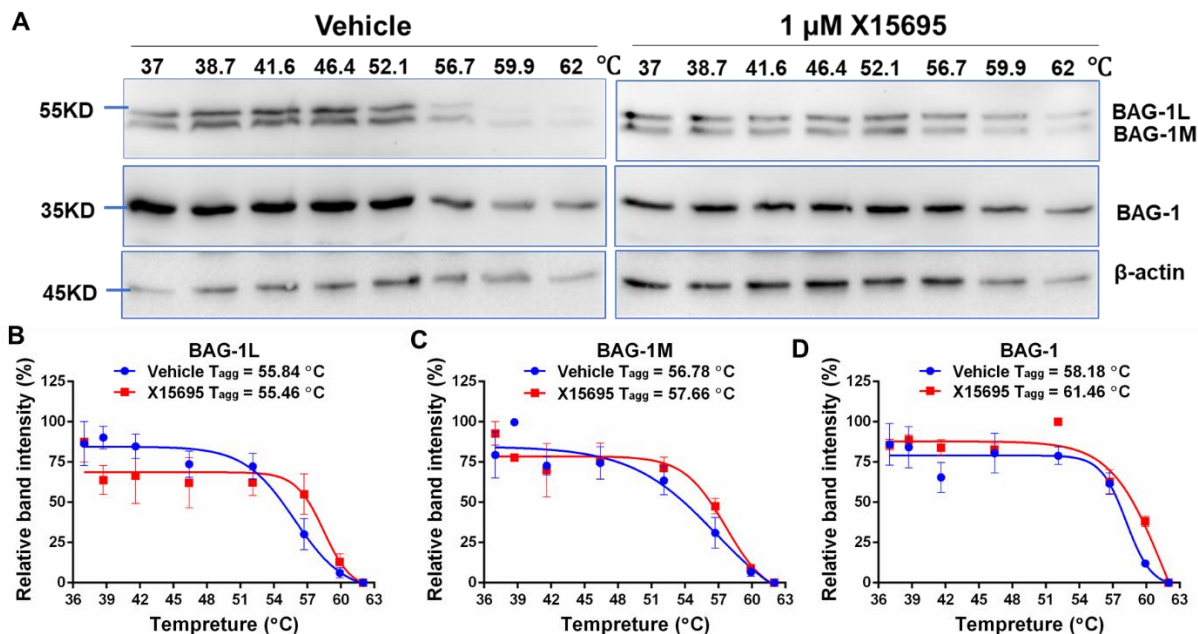 A
Vehicle
1 µM X15695
37 38.7 41.6 46.4 52.1 56.7 59.9 62 °C 37 38.7 41.6 46.4 52.1 56.7 59.9 62 °C
55KD
BAG-1L
BAG-1M
35KD
BAG-1
45KD
β-actin
B
BAG-1L
Vehicle Tagg = 55.84 °C
X15695 Tagg = 55.46 °C
Relative band intensity (%)
125
100
75
50
25
0
36 39 42 45 48 51 54 57 60 63
Tempreture (°C)
C
BAG-1M
Vehicle Tagg = 56.78 °C
X15695 Tagg = 57.66 °C
Relative band intensity (%)
125
100
75
50
25
0
36 39 42 45 48 51 54 57 60 63
Tempreture (°C)
D
BAG-1
Vehicle Tagg = 58.18 °C
X15695 Tagg = 61.46 °C
Relative band intensity (%)
125
100
75
50
25
0
36 39 42 45 48 51 54 57 60 63
Tempreture (°C)